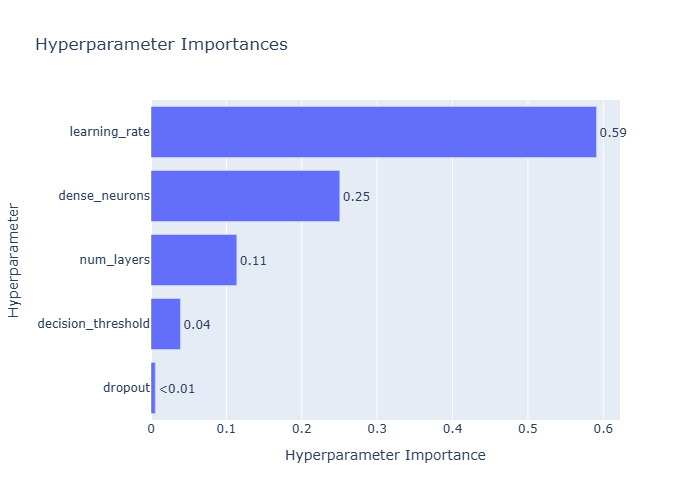 Hyperparameter Importances
Hyperparameter
learning_rate
0.59
dense_neurons
0.25
num_layers
0.11
decision_threshold
0.04
dropout
<0.01
0 0.1 0.2 0.3 0.4 0.5 0.6
Hyperparameter Importance